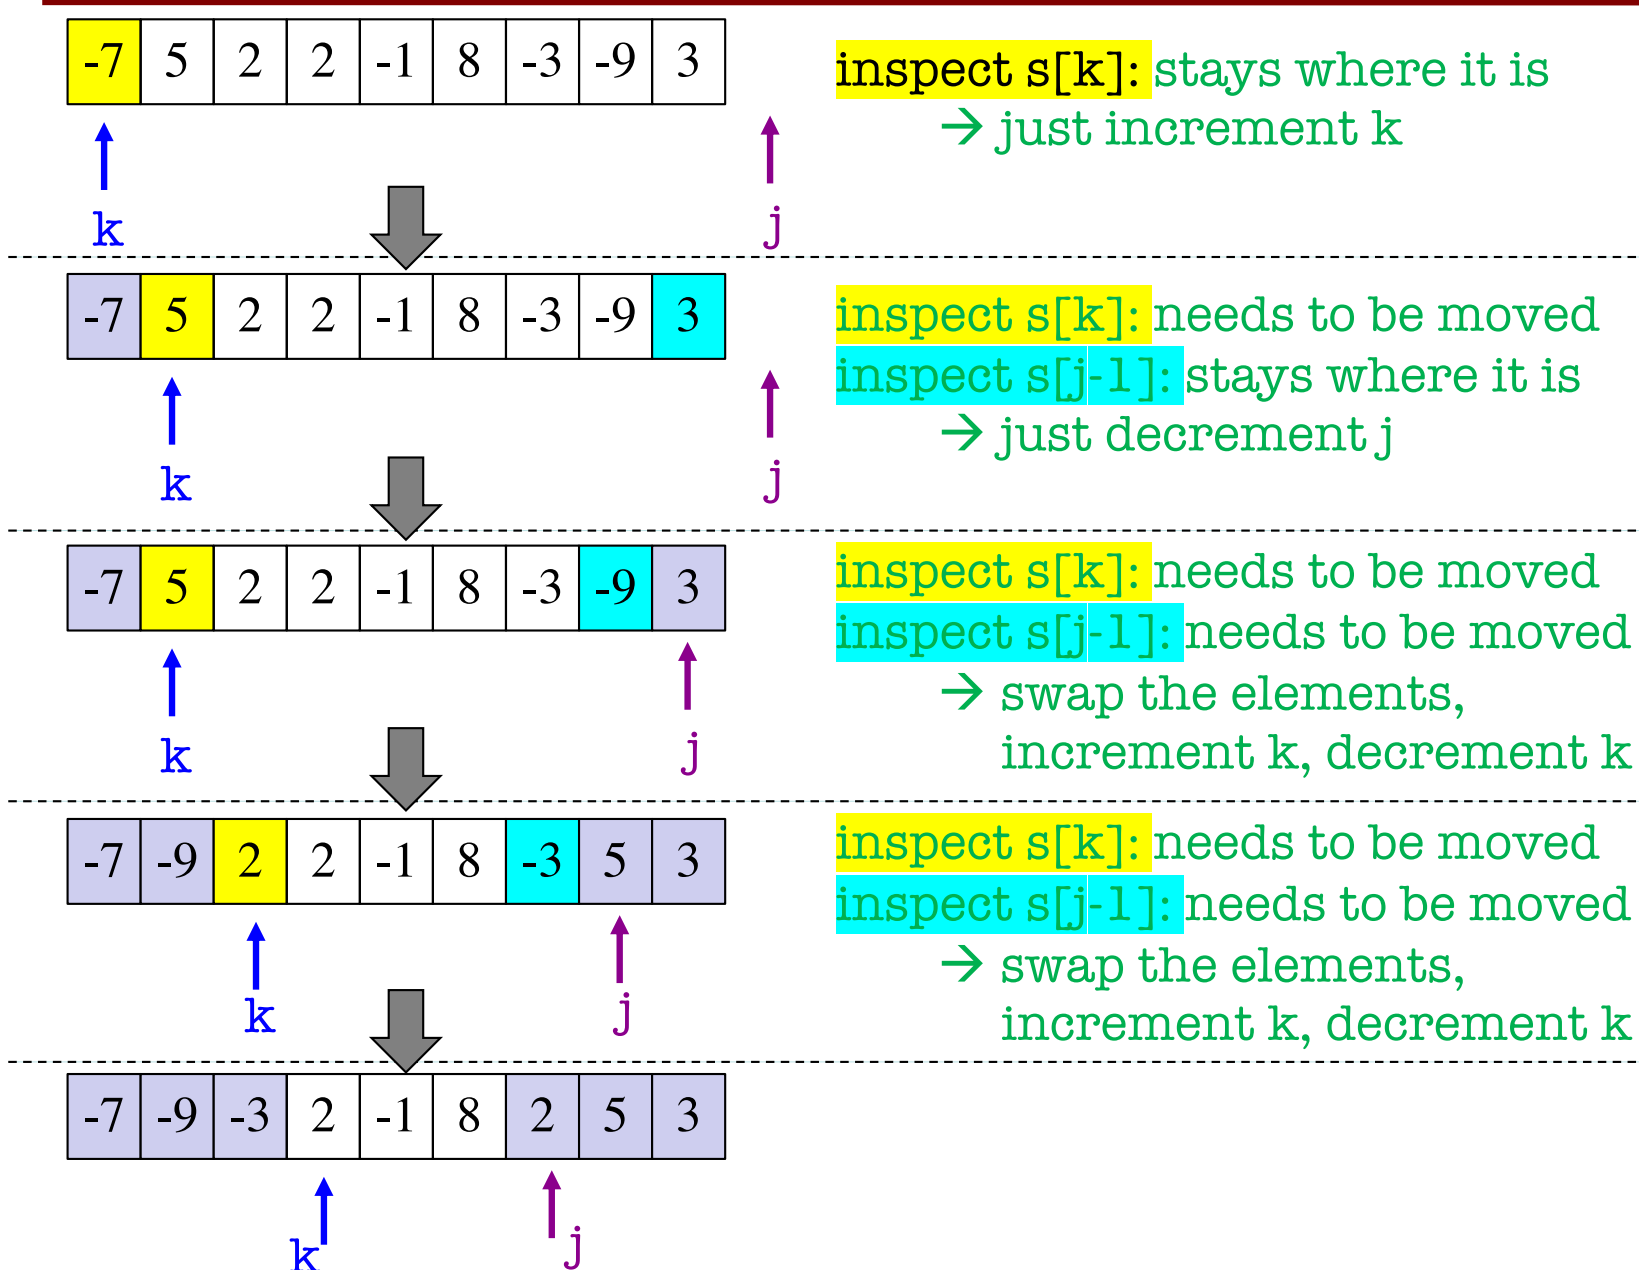 -7 5 2 2 -1 8 -3 -9 3
inspect s[k]: stays where it is
→ just increment k
k j
-7 5 2 2 -1 8 -3 -9 3
inspect s[k]: needs to be moved
inspect s[j-1]: stays where it is
→ just decrement j
k j
-7 5 2 2 -1 8 -3 -9 3
inspect s[k]: needs to be moved
inspect s[j-1]: needs to be moved
→ swap the elements,
increment k, decrement k
k j
-7 -9 2 2 -1 8 -3 5 3
inspect s[k]: needs to be moved
inspect s[j-1]: needs to be moved
→ swap the elements,
increment k, decrement k
k j
-7 -9 -3 2 -1 8 2 5 3
k j